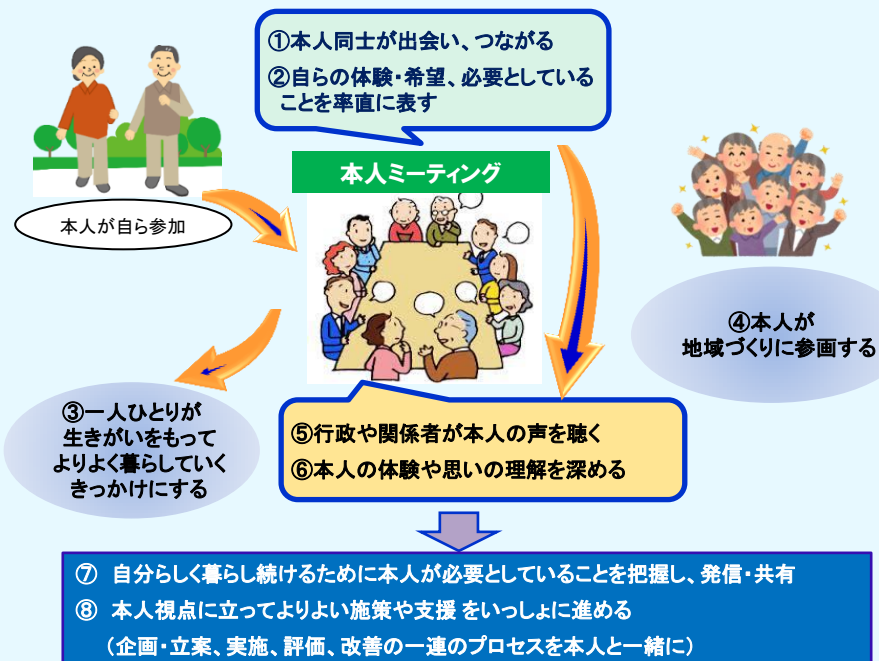 ①本人同士が出会い、つながる
②自らの体験・希望、必要としている
ことを率直に表す
本人ミーティング
本人が自ら参加
④本人が
地域づくりに参画する
③一人ひとりが
生きがいをもって
よりよく暮らしていく
きっかけにする
⑤行政や関係者が本人の声を聴く
⑥本人の体験や思いの理解を深める
⑦ 自分らしく暮らし続けるために本人が必要としていることを把握し、発信・共有
⑧ 本人視点に立ってよりよい施策や支援をいっしょに進める
（企画・立案、実施、評価、改善の一連のプロセスを本人と一緒に）